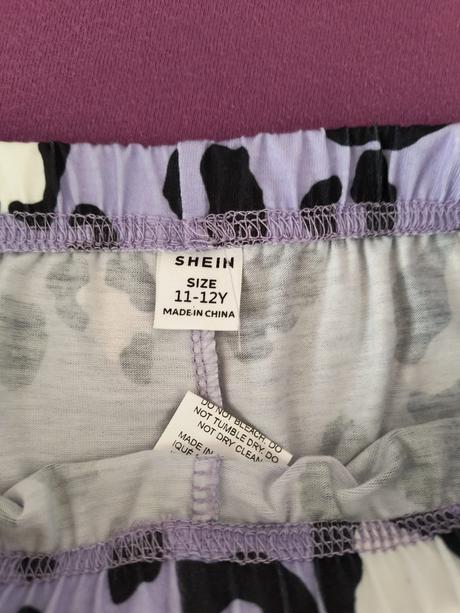 SHEIN
SIZE
11-12Y
MADE IN CHINA
DO NOT BLEACH. DO
NOT TUMBLE DRY. DO
NOT DRY CLEAN
MADE IN